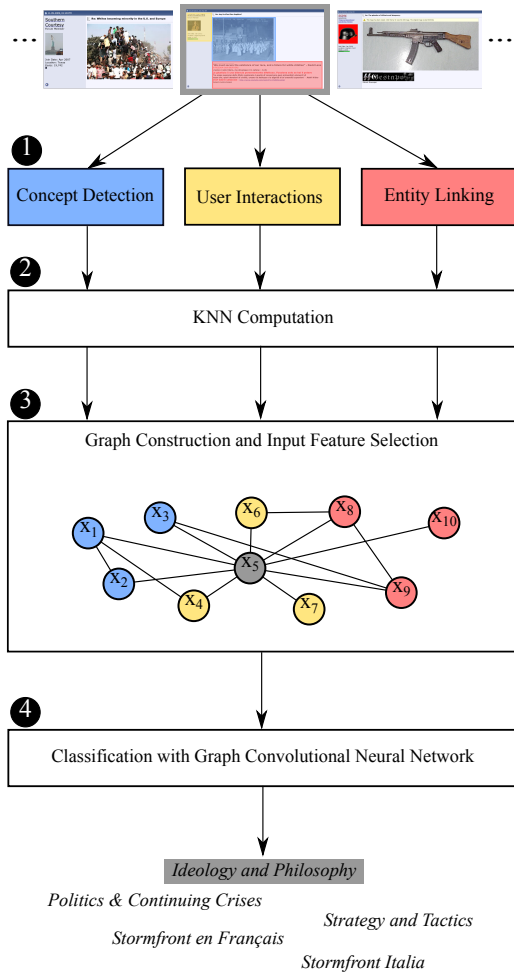 ... ...
Southern
Courtesy
1
Concept Detection User Interactions Entity Linking
2
KNN Computation
3
Graph Construction and Input Feature Selection
x1 x2 x3 x4 x5 x6 x7 x8 x9 x10
4
Classification with Graph Convolutional Neural Network
Ideology and Philosophy
Politics & Continuing Crises
Strategy and Tactics
Stormfront en Français
Stormfront Italia